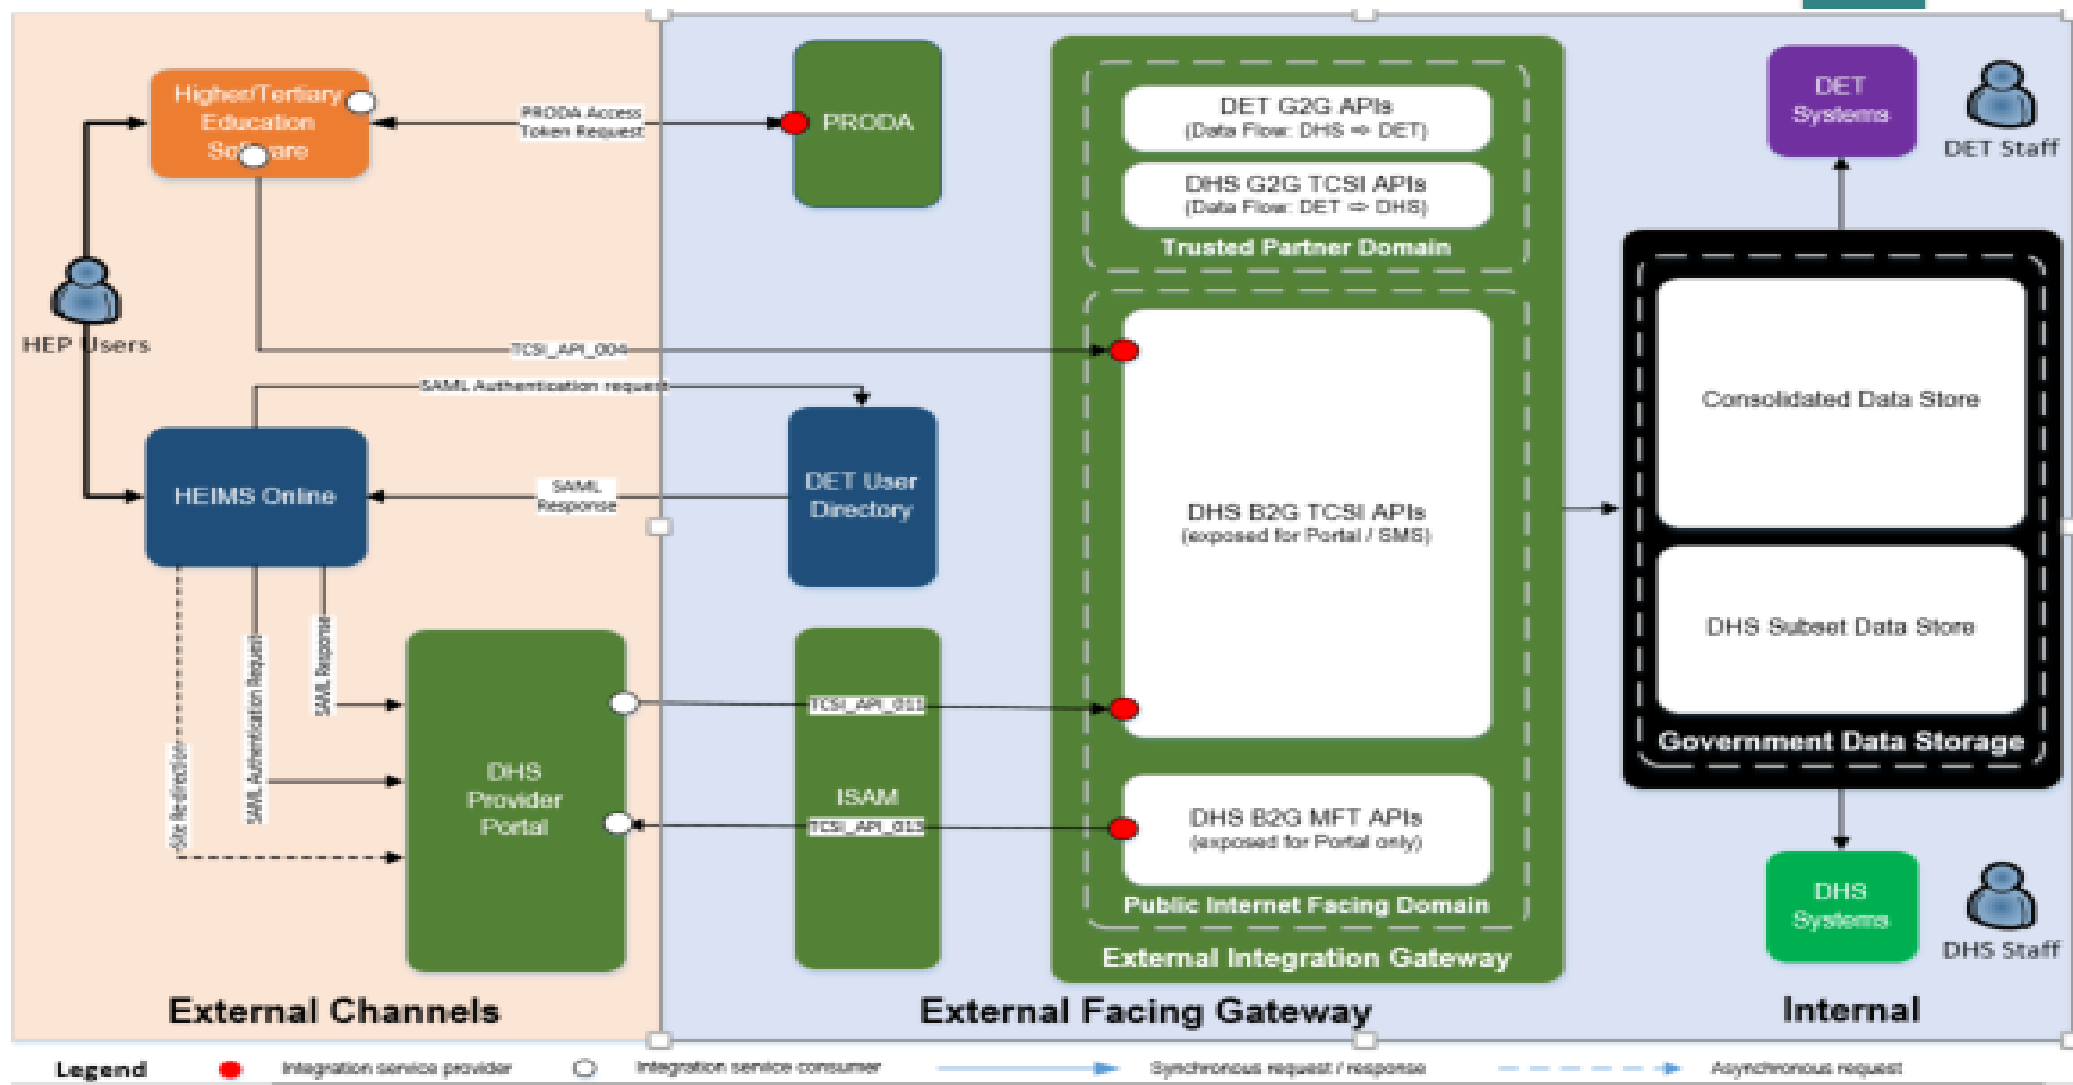 Higher/Tertiary
Education
Software
PRODA Access
Token Request
PRODA
DET G2G APIs
(Data Flow: DHS ⇨ DET)
DHS G2G TCSI APIs
(Data Flow: DET ⇨ DHS)
Trusted Partner Domain
DET
Systems
DET Staff
HEP Users
TCSI_API_004
SAML Authentication request
HEIMS Online
SAML
Response
DET User
Directory
DHS B2G TCSI APIs
(exposed for Portal / SMS)
Consolidated Data Store
DHS Subset Data Store
Government Data Storage
Site Re-direction
SAML Authentication Request
SAML Response
DHS
Provider
Portal
TCSI_API_011
ISAM
TCSI_API_013
DHS B2G MFT APIs
(exposed for Portal only)
Public Internet Facing Domain
External Integration Gateway
DHS
Systems
DHS Staff
External Channels
External Facing Gateway
Internal
Legend
Integration service provider
Integration service consumer
Synchronous request / response
Asynchronous request